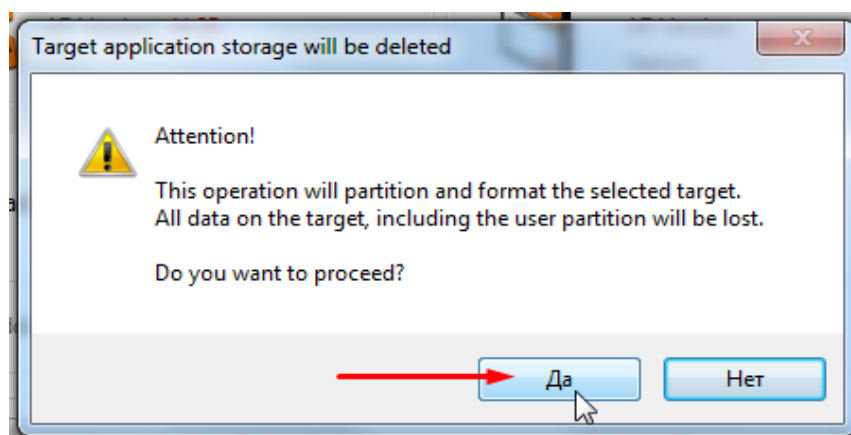 Target application storage will be deleted
Attention!
This operation will partition and format the selected target.
All data on the target, including the user partition will be lost.
Do you want to proceed?
Да
Нет